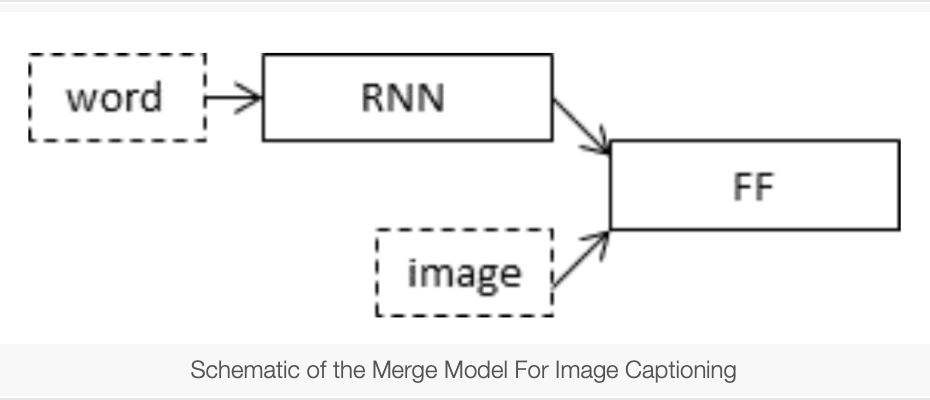 word
RNN
FF
image
Schematic of the Merge Model For Image Captioning